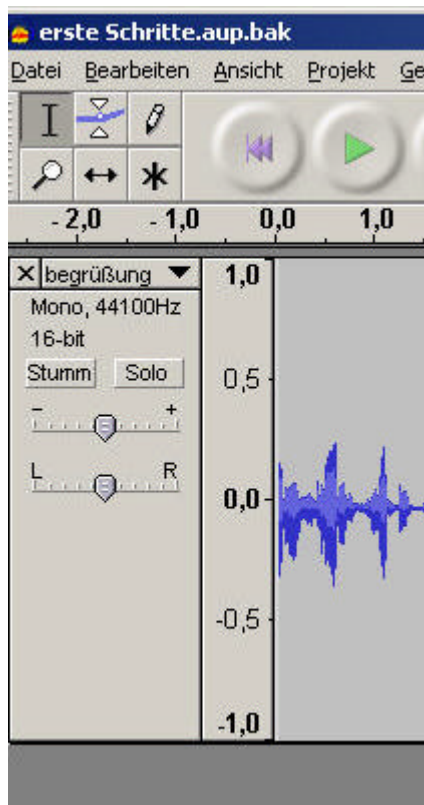 erste Schritte.aup.bak
Datei Bearbeiten Ansicht Projekt Ge
- 2,0 - 1,0 0,0 1,0
X begrüßung
Mono, 44100Hz
16-bit
Stumm Solo
- +
L R
1,0
0,5
0,0
-0,5
-1,0